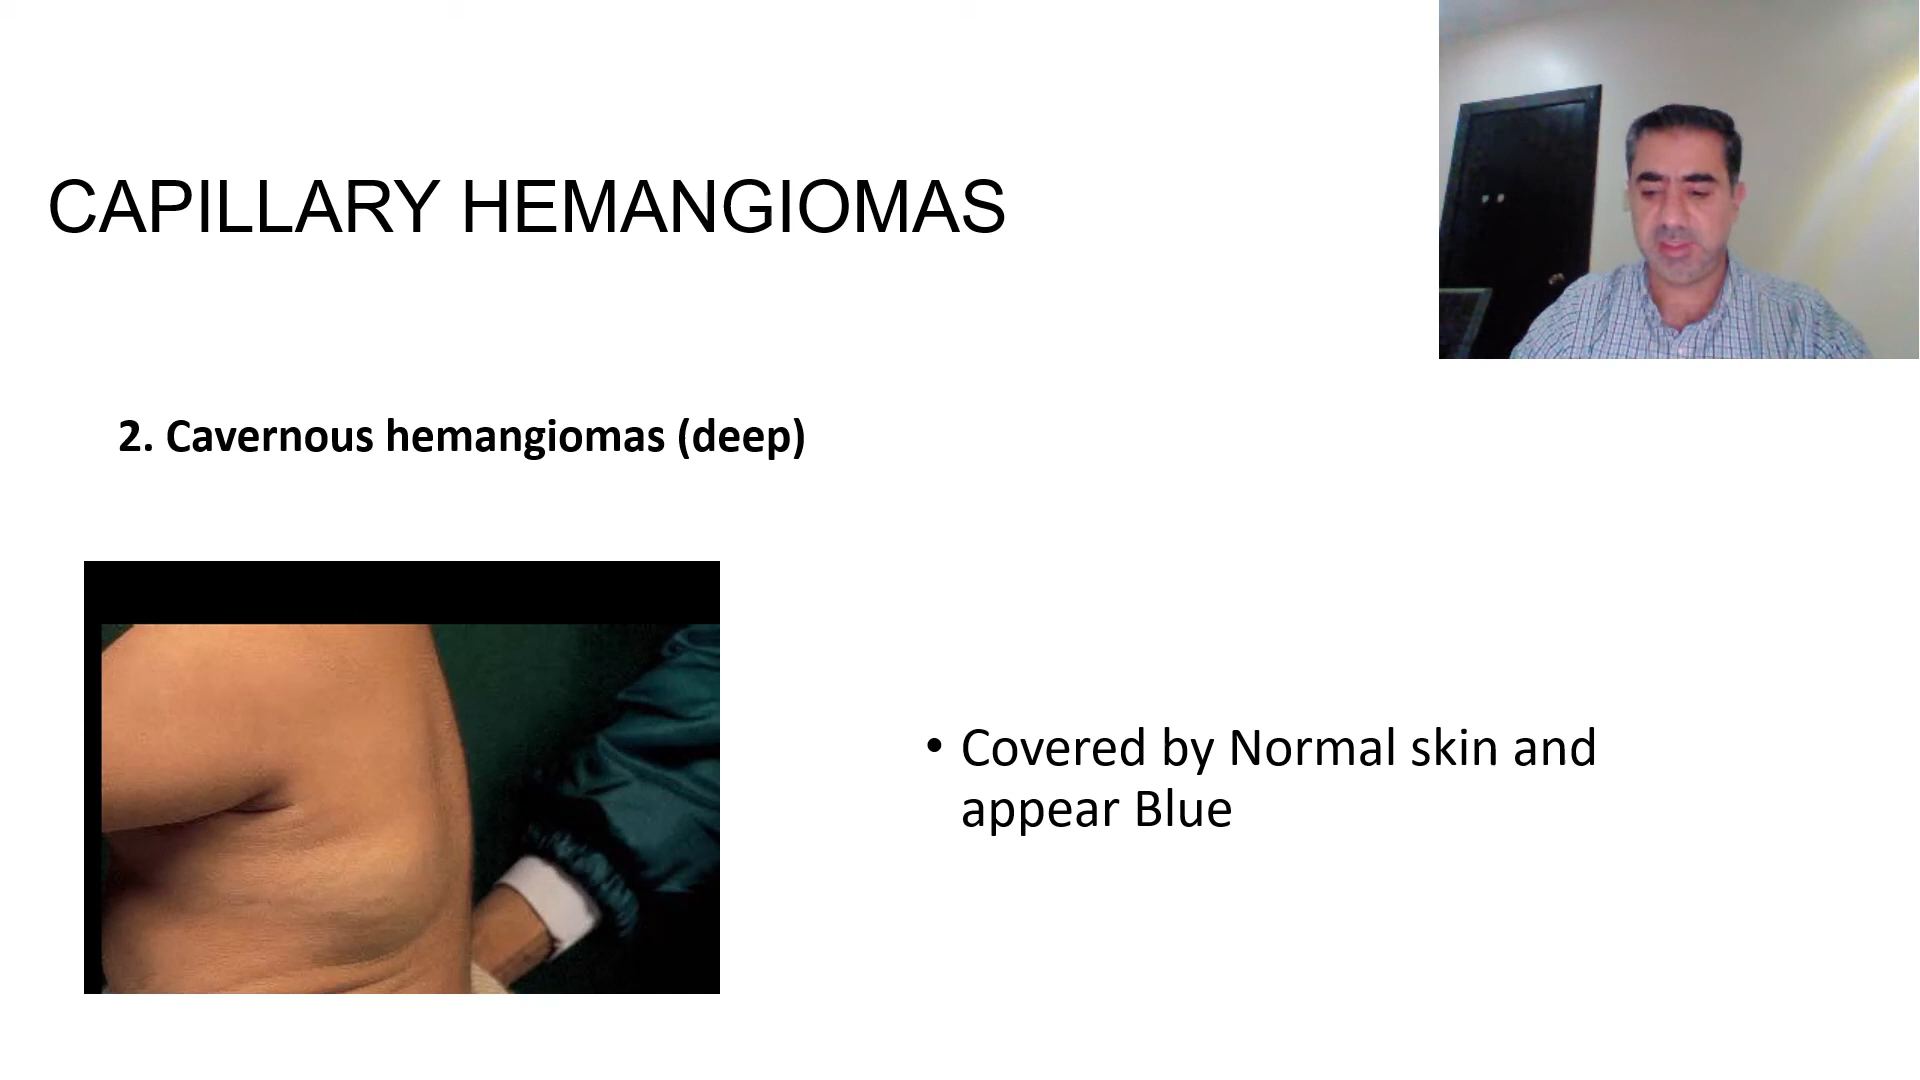 CAPILLARY HEMANGIOMAS
2. Cavernous hemangiomas (deep)
• Covered by Normal skin and
appear Blue